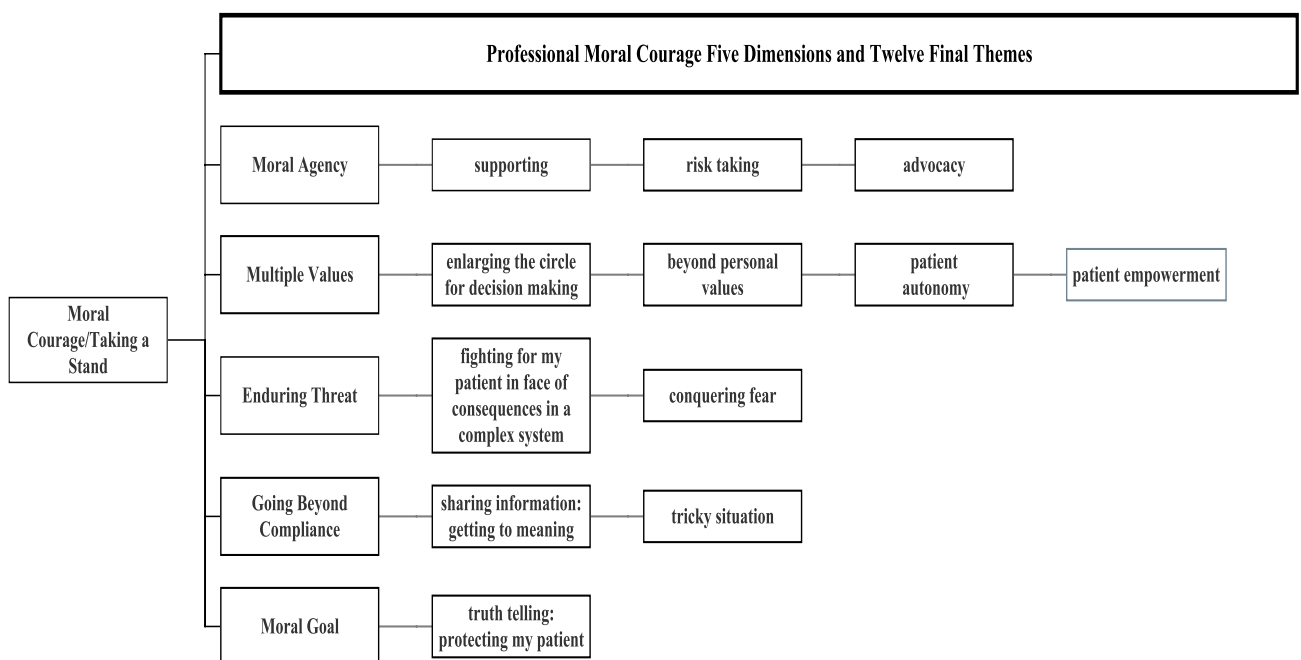 Professional Moral Courage Five Dimensions and Twelve Final Themes
Moral Agency
supporting
risk taking
advocacy
Multiple Values
enlarging the circle
for decision making
beyond personal
values
patient
autonomy
patient empowerment
Moral
Courage/Taking a
Stand
Enduring Threat
fighting for my
patient in face of
consequences in a
complex system
conquering fear
Going Beyond
Compliance
sharing information:
getting to meaning
tricky situation
Moral Goal
truth telling:
protecting my patient